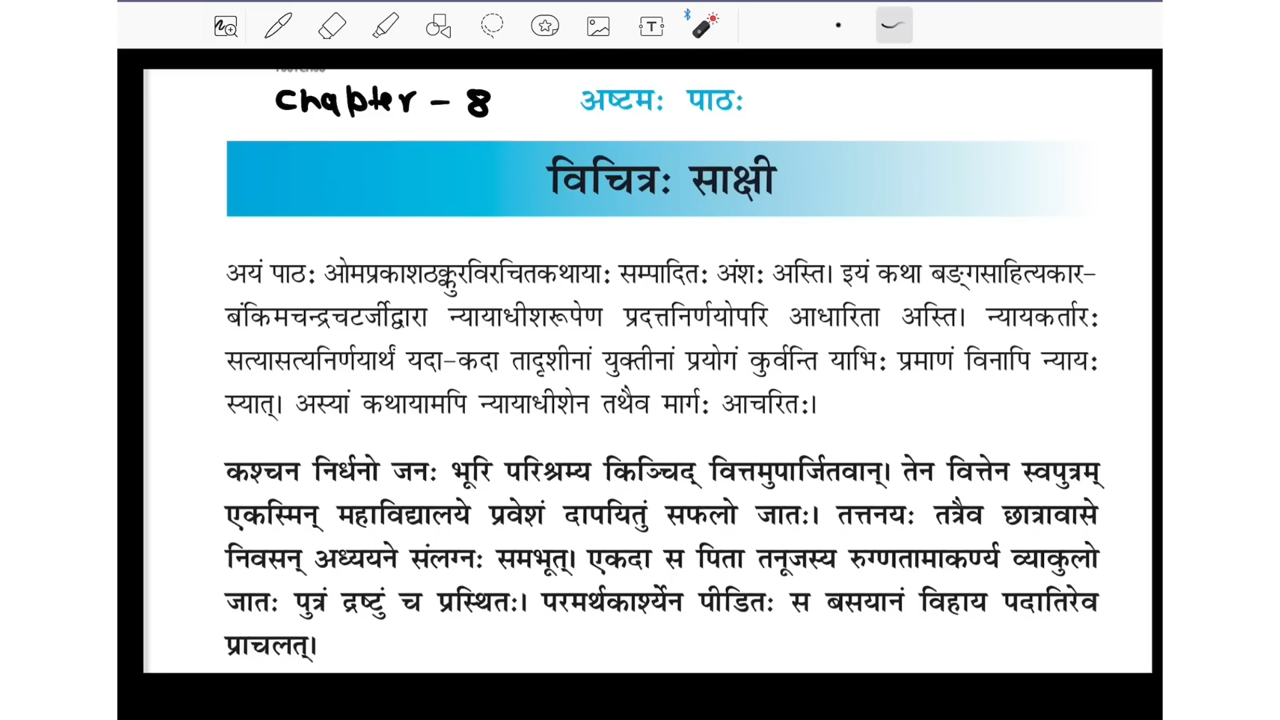 Chapter - 8 अष्टमः पाठः
विचित्रः साक्षी
अयं पाठः ओमप्रकाशठक्कुरविरचितकथायाः सम्पादितः अंशः अस्ति। इयं कथा बङ्गसाहित्यकार-
बंकिमचन्द्रचटर्जीद्वारा न्यायाधीशरूपेण प्रदत्तनिर्णयोपरि आधारिता अस्ति। न्यायकर्तारः
सत्यासत्यनिर्णयार्थं यदा-कदा तादृशीनां युक्तीनां प्रयोगं कुर्वन्ति याभिः प्रमाणं विनापि न्यायः
स्यात्। अस्यां कथायामपि न्यायाधीशेन तथैव मार्गः आचरितः।
कश्चन निर्धनो जनः भूरि परिश्रम्य किञ्चिद् वित्तमुपार्जितवान्। तेन वित्तेन स्वपुत्रम्
एकस्मिन् महाविद्यालये प्रवेशं दापयितुं सफलो जातः। तत्तनयः तत्रैव छात्रावासे
निवसन् अध्ययने संलग्नः समभूत्। एकदा स पिता तनूजस्य रुग्णतामाकर्ण्य व्याकुलो
जातः पुत्रं द्रष्टुं च प्रस्थितः। परमर्थकार्श्येन पीडितः स बसयानं विहाय पदातिरेव
प्राचलत्।